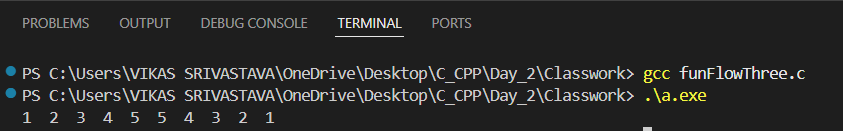 PROBLEMS OUTPUT DEBUG CONSOLE TERMINAL PORTS
PS C:\Users\VIKAS SRIVASTAVA\OneDrive\Desktop\C_CPP\Day_2\Classwork> gcc funFlowThree.c
PS C:\Users\VIKAS SRIVASTAVA\OneDrive\Desktop\C_CPP\Day_2\Classwork> .\a.exe
1 2 3 4 5 5 4 3 2 1